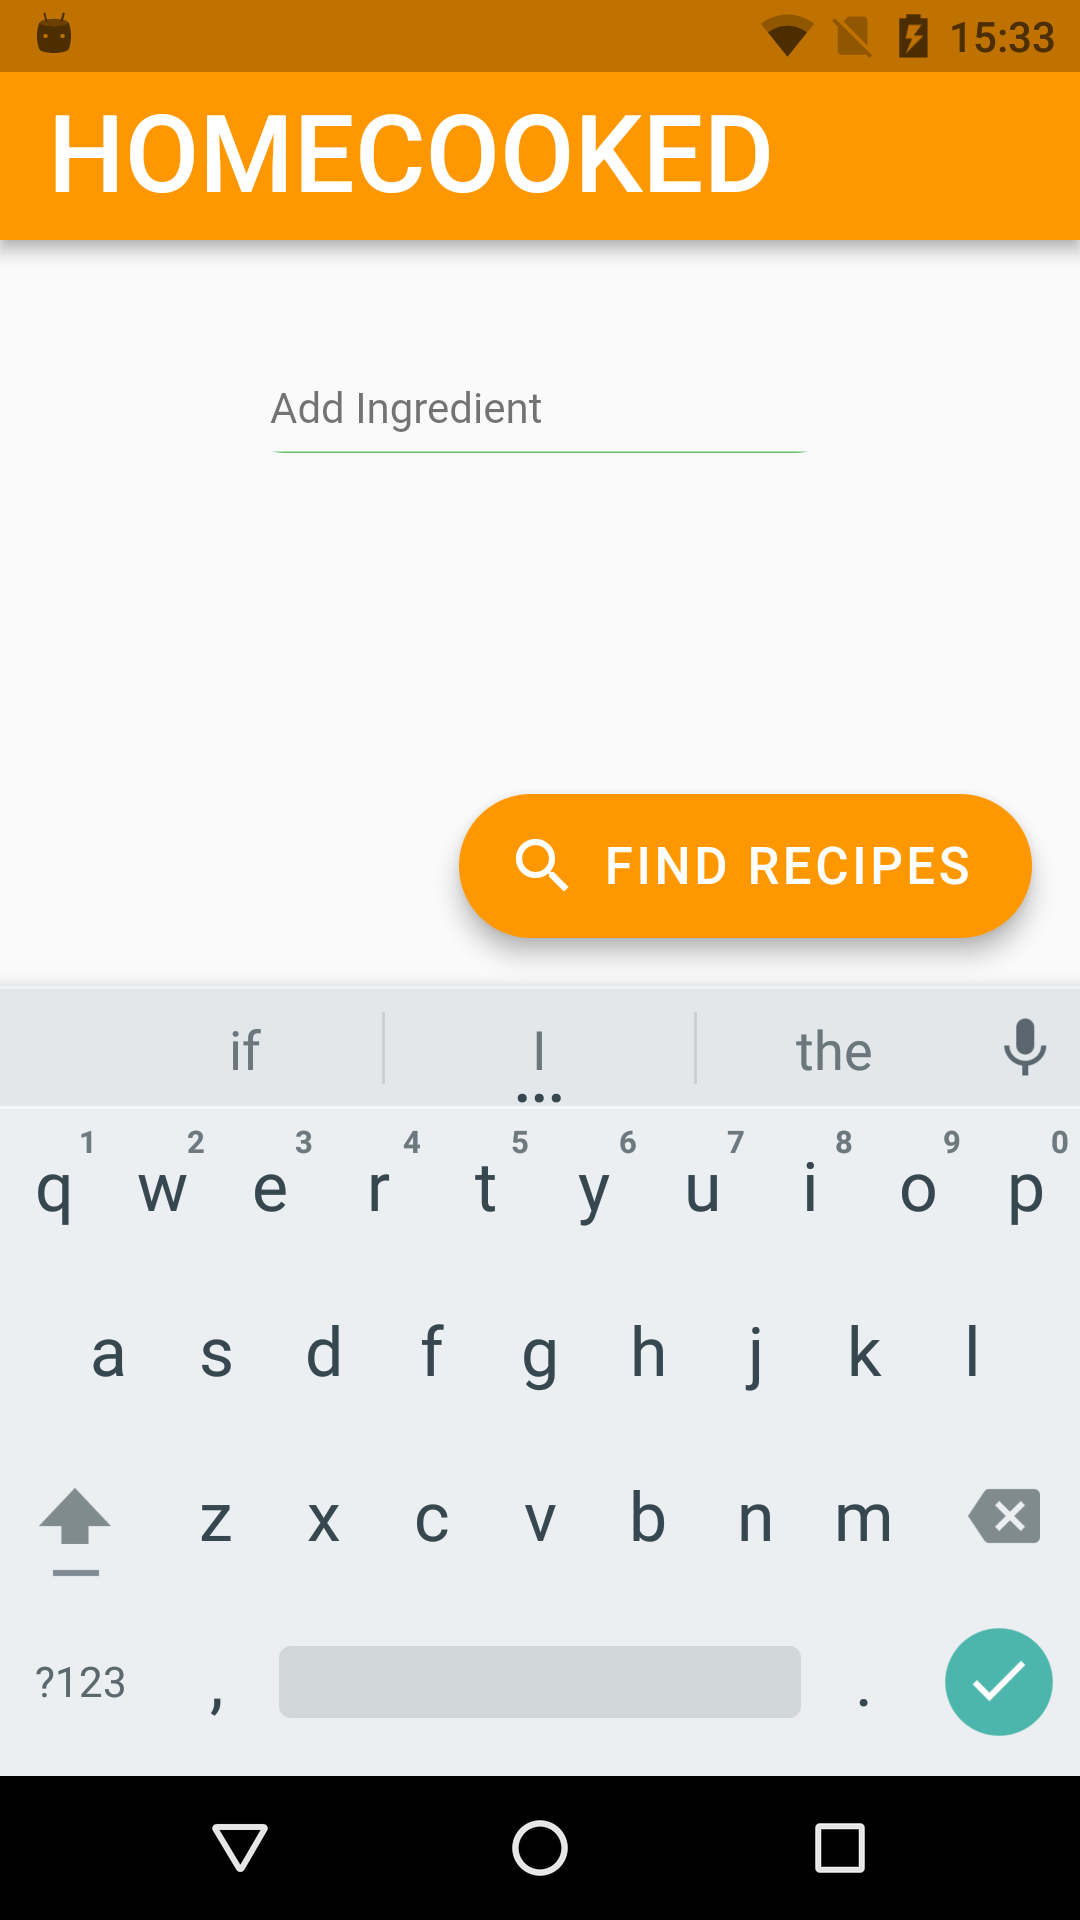 15:33
HOMECOOKED
Add Ingredient
FIND RECIPES
if I the
1 2 3 4 5 6 7 8 9 0
q w e r t y u i o p
a s d f g h j k l
z x c v b n m
?123 , .